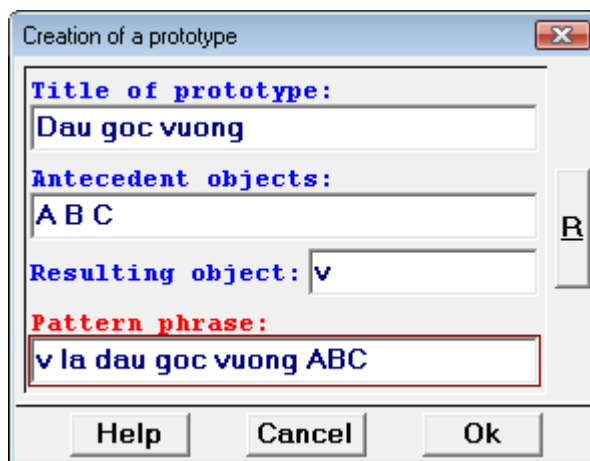 Creation of a prototype
Title of prototype:
Dau goc vuong
Antecedent objects:
A B C
R
Resulting object: v
Pattern phrase:
v la dau goc vuong ABC
Help Cancel Ok